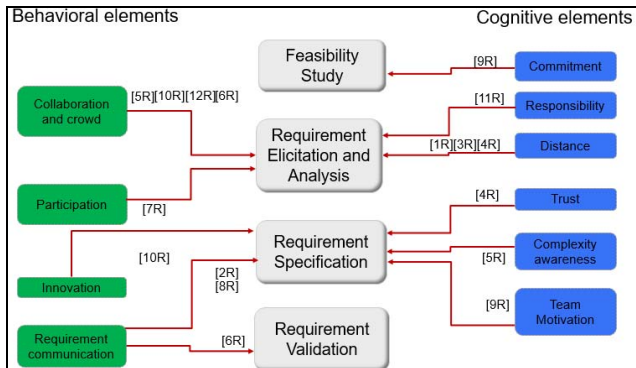 Behavioral elements
Cognitive elements
Feasibility
Study
[9R]
Commitment
Collaboration
and crowd
[5R][10R][12R][6R]
[11R]
Responsibility
Requirement
Elicitation and
Analysis
[1R][3R][4R]
Distance
Participation
[7R]
[4R]
Trust
Requirement
Specification
[10R]
Complexity
awareness
[5R]
Innovation
[2R]
[8R]
[9R]
Team
Motivation
Requirement
communication
[6R]
Requirement
Validation